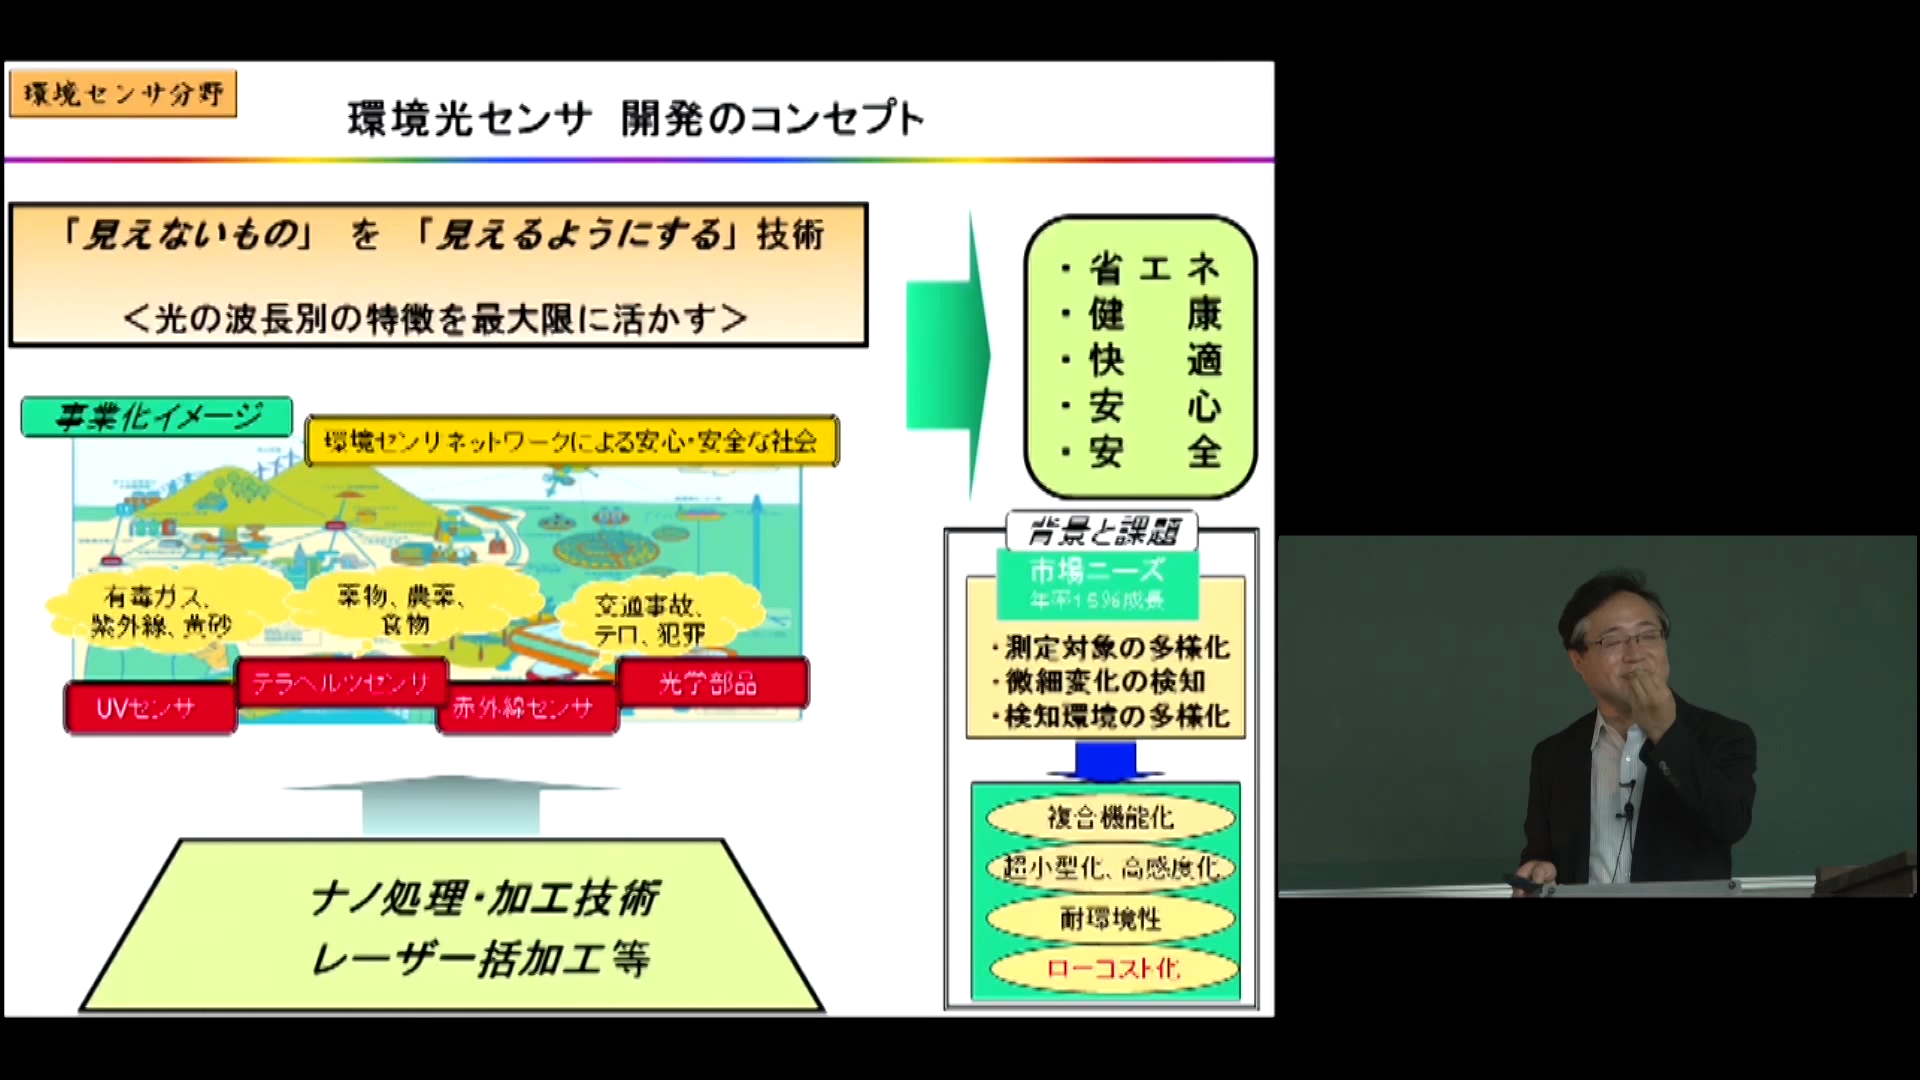 環境センサ分野
環境光センサ 開発のコンセプト
「見えないもの」 を 「見えるようにする」技術
＜光の波長別の特徴を最大限に活かす＞
・省エネ
・健康
・快適
・安心
・安全
事業化イメージ
環境センサネットワークによる安心・安全な社会
有毒ガス、
紫外線、黄砂
薬物、農薬、
食物
交通事故、
テロ、犯罪
UVセンサ
テラヘルツセンサ
赤外線センサ
光学部品
ナノ処理・加工技術
レーザー括加工等
背景と課題
市場ニーズ
年率15%成長
・測定対象の多様化
・微細変化の検知
・検知環境の多様化
複合機能化
超小型化、高感度化
耐環境性
ローコスト化